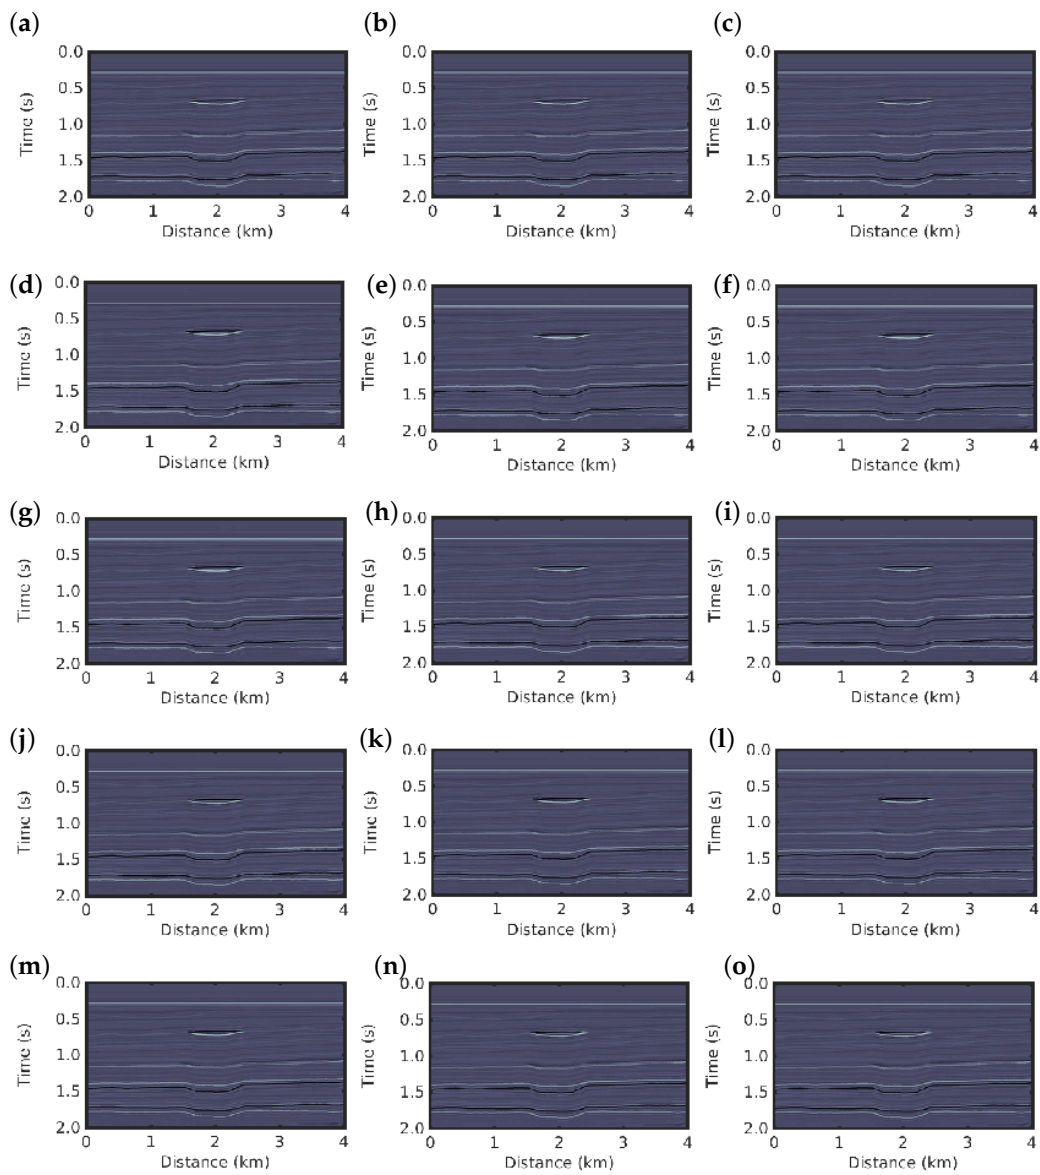 (a) (b) (c)
0.0 0.0 0.0
0.5 0.5 0.5
1.0 1.0 1.0
1.5 1.5 1.5
2.0 2.0 2.0
Time (s) Time (s) Time (s)
0 1 2 3 4 0 1 2 3 4 0 1 2 3 4
Distance (km) Distance (km) Distance (km)
(d) (e) (f)
0.0 0.0 0.0
0.5 0.5 0.5
1.0 1.0 1.0
1.5 1.5 1.5
2.0 2.0 2.0
Time (s) Time (s) Time (s)
0 1 2 3 4 0 1 2 3 4 0 1 2 3 4
Distance (km) Distance (km) Distance (km)
(g) (h) (i)
0.0 0.0 0.0
0.5 0.5 0.5
1.0 1.0 1.0
1.5 1.5 1.5
2.0 2.0 2.0
Time (s) Time (s) Time (s)
0 1 2 3 4 0 1 2 3 4 0 1 2 3 4
Distance (km) Distance (km) Distance (km)
(j) (k) (l)
0.0 0.0 0.0
0.5 0.5 0.5
1.0 1.0 1.0
1.5 1.5 1.5
2.0 2.0 2.0
Time (s) Time (s) Time (s)
0 1 2 3 4 0 1 2 3 4 0 1 2 3 4
Distance (km) Distance (km) Distance (km)
(m) (n) (o)
0.0 0.0 0.0
0.5 0.5 0.5
1.0 1.0 1.0
1.5 1.5 1.5
2.0 2.0 2.0
Time (s) Time (s) Time (s)
0 1 2 3 4 0 1 2 3 4 0 1 2 3 4
Distance (km) Distance (km) Distance (km)